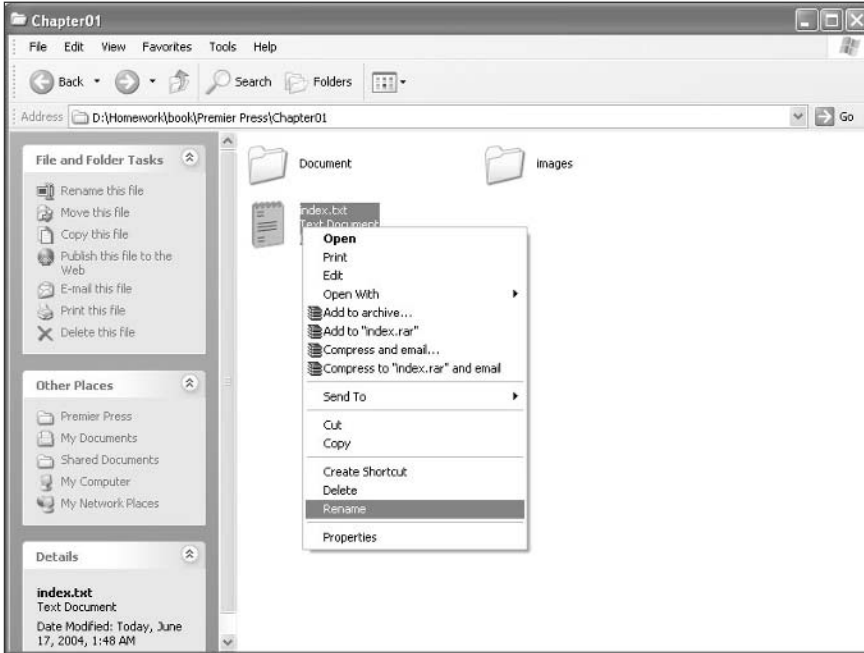 Chapter01
File Edit View Favorites Tools Help
Back Search Folders
Address D:\Homework\book\Premier Press\Chapter01 Go
File and Folder Tasks
Rename this file
Move this file
Copy this file
Publish this file to the
Web
E-mail this file
Print this file
Delete this file
Other Places
Premier Press
My Documents
Shared Documents
My Computer
My Network Places
Details
index.txt
Text Document
Date Modified: Today, June
17, 2004, 1:48 AM
Document
images
index.txt
Text Document
Open
Print
Edit
Open With
Add to archive...
Add to "index.rar"
Compress and email...
Compress to "index.rar" and email
Send To
Cut
Copy
Create Shortcut
Delete
Rename
Properties